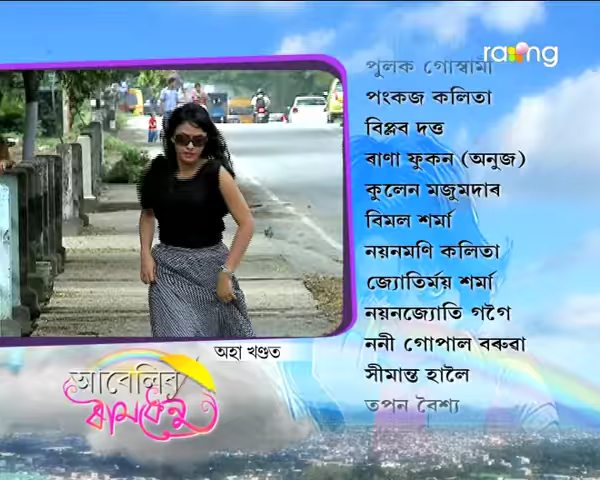 rang
পুলক গোস্বামী
পংকজ কলিতা
বিপ্লৱ দত্ত
ৰাণা ফুকন (অনুজ)
কুলেন মজুমদাৰ
বিমল শৰ্মা
নয়নমণি কলিতা
জ্যোতিৰ্ময় শৰ্মা
নয়নজ্যোতি গগৈ
ননী গোপাল বৰুৱা
সীমান্ত হালৈ
তপন বৈশ্য
অহা খণ্ডত
আবেলিৰ
ৰামধেনু